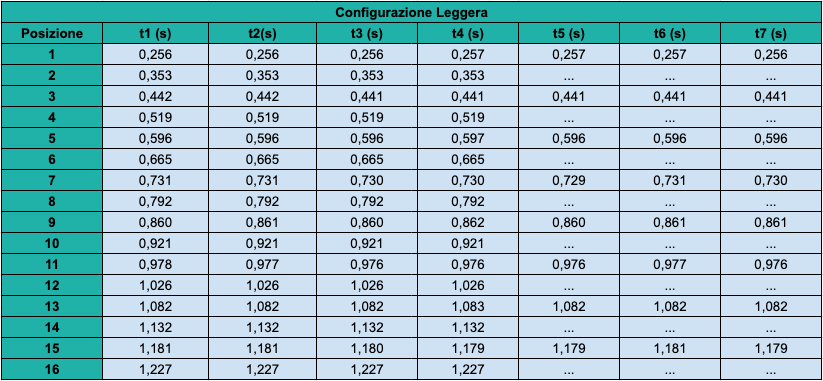 Configurazione Leggera
Posizione t1 (s) t2(s) t3 (s) t4 (s) t5 (s) t6 (s) t7 (s)
1 0,256 0,256 0,256 0,257 0,257 0,257 0,256
2 0,353 0,353 0,353 0,353 ... ... ...
3 0,442 0,442 0,441 0,441 0,441 0,441 0,441
4 0,519 0,519 0,519 0,519 ... ... ...
5 0,596 0,596 0,596 0,597 0,596 0,596 0,596
6 0,665 0,665 0,665 0,665 ... ... ...
7 0,731 0,731 0,730 0,730 0,729 0,731 0,730
8 0,792 0,792 0,792 0,792 ... ... ...
9 0,860 0,861 0,860 0,862 0,860 0,861 0,861
10 0,921 0,921 0,921 0,921 ... ... ...
11 0,978 0,977 0,976 0,976 0,976 0,977 0,976
12 1,026 1,026 1,026 1,026 ... ... ...
13 1,082 1,082 1,082 1,083 1,082 1,082 1,082
14 1,132 1,132 1,132 1,132 ... ... ...
15 1,181 1,181 1,180 1,179 1,179 1,181 1,179
16 1,227 1,227 1,227 1,227 ... ... ...